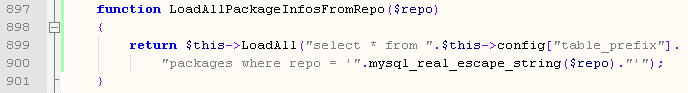 897 function LoadAllPackageInfosFromRepo($repo)
898 {
899 return $this->LoadAll("select * from ".$this->config["table_prefix"].
900 "packages where repo = '".mysql_real_escape_string($repo)."'");
901 }